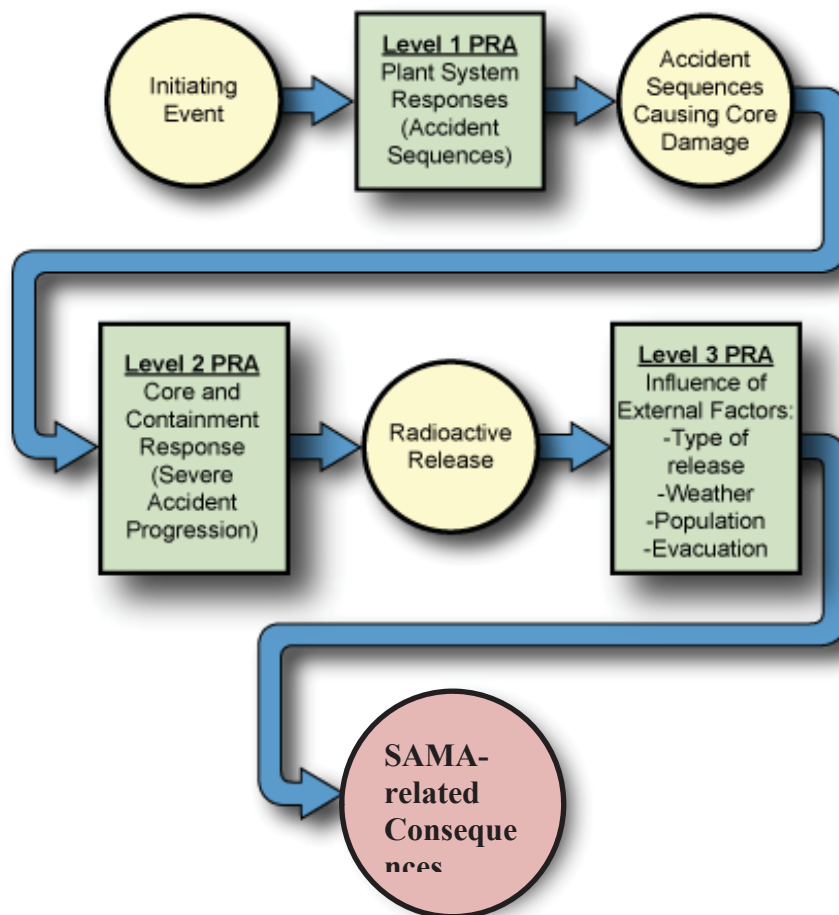 Initiating
Event
Level 1 PRA
Plant System
Responses
(Accident
Sequences)
Accident
Sequences
Causing Core
Damage
Level 2 PRA
Core and
Containment
Response
(Severe
Accident
Progression)
Radioactive
Release
Level 3 PRA
Influence of
External Factors:
-Type of
release
-Weather
-Population
-Evacuation
SAMA-
related
Conseque
nces